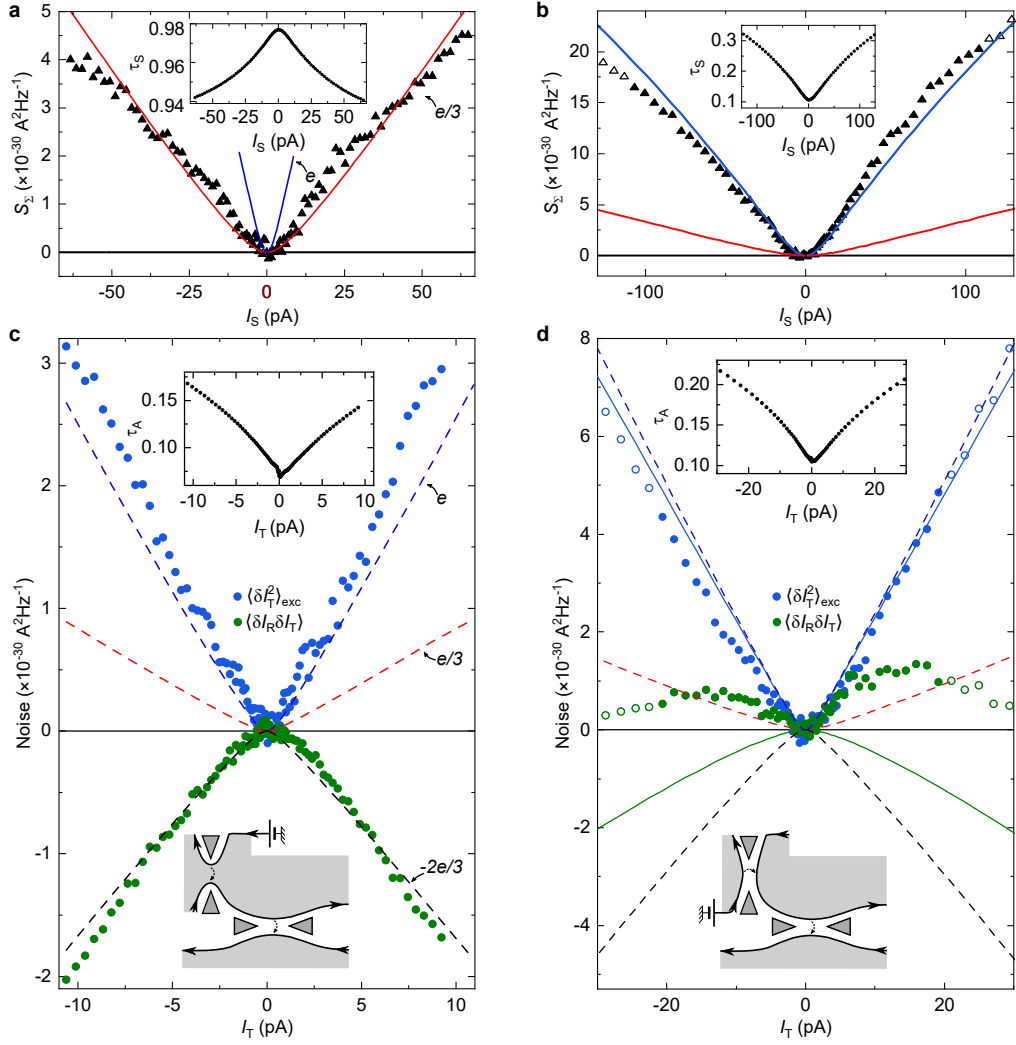 a
S_Σ (×10⁻³⁰ A²Hz⁻¹)
5
4
3
2
1
0
-50
-25
0
25
50
I_S (pA)
τ_S
0.98
0.96
0.94
-50
-25
0
25
50
I_S (pA)
e
e/3
b
S_Σ (×10⁻³⁰ A²Hz⁻¹)
20
15
10
5
0
-100
0
100
I_S (pA)
τ_S
0.3
0.2
0.1
-100
0
100
I_S (pA)
c
Noise (×10⁻³⁰ A²Hz⁻¹)
3
2
1
0
-1
-2
-10
-5
0
5
10
I_T (pA)
τ_A
0.15
0.10
-10
-5
0
5
10
I_T (pA)
e
⟨δI_T²⟩exc
⟨δI_RδI_T⟩
e/3
-2e/3
d
Noise (×10⁻³⁰ A²Hz⁻¹)
8
6
4
2
0
-2
-4
-20
0
20
I_T (pA)
τ_A
0.20
0.15
0.10
-20
0
20
I_T (pA)
⟨δI_T²⟩exc
⟨δI_RδI_T⟩